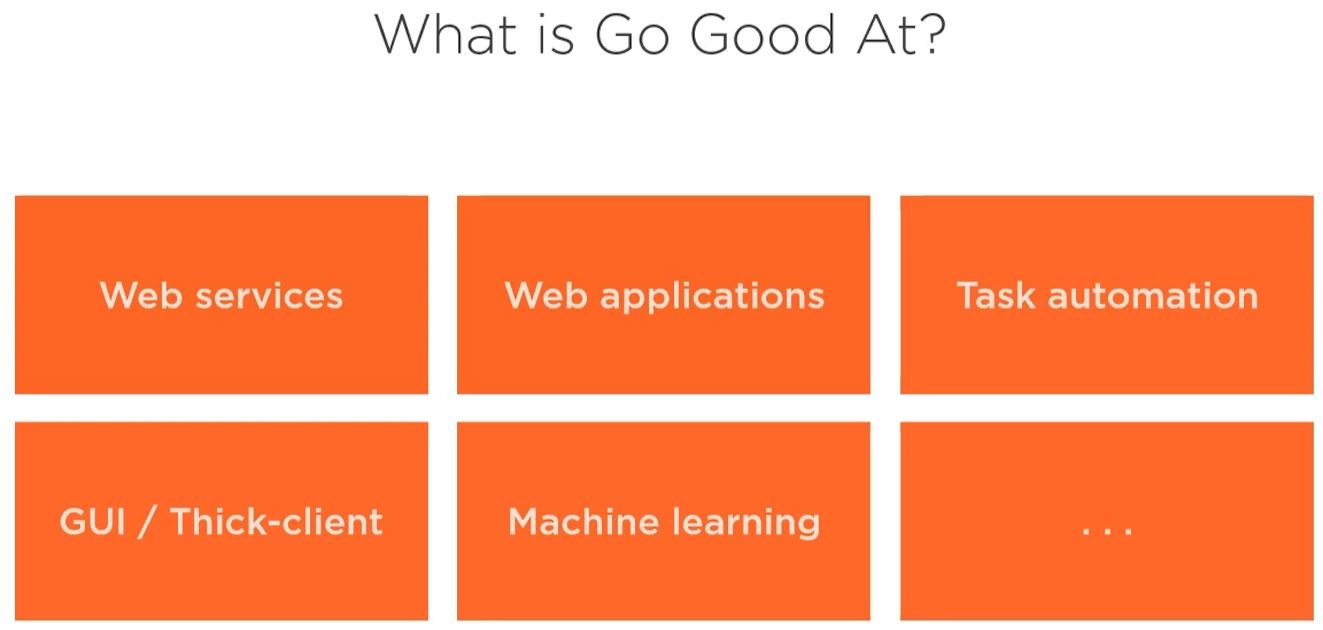 What is Go Good At?
Web services
Web applications
Task automation
GUI / Thick-client
Machine learning
...